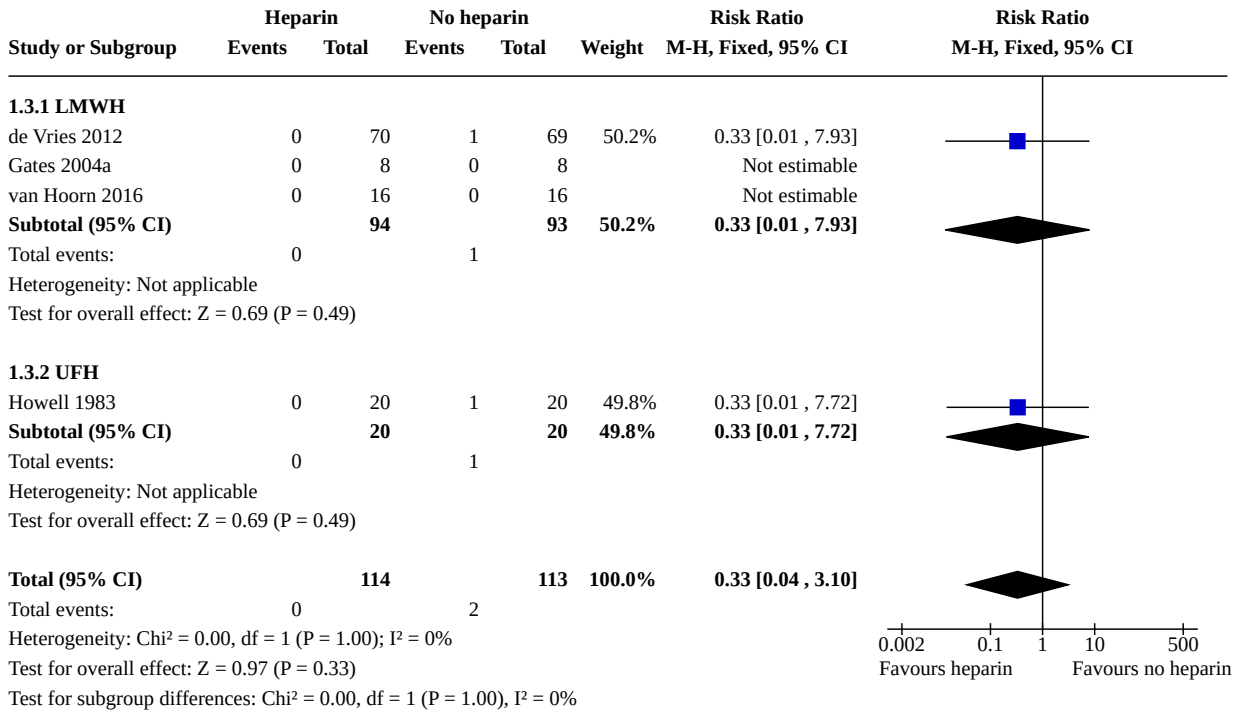 Heparin No heparin Risk Ratio Risk Ratio
Study or Subgroup Events Total Events Total Weight M-H, Fixed, 95% CI M-H, Fixed, 95% CI
1.3.1 LMWH
de Vries 2012 0 70 1 69 50.2% 0.33 [0.01 , 7.93]
Gates 2004a 0 8 0 8 Not estimable
van Hoorn 2016 0 16 0 16 Not estimable
Subtotal (95% CI) 94 93 50.2% 0.33 [0.01 , 7.93]
Total events: 0 1
Heterogeneity: Not applicable
Test for overall effect: Z = 0.69 (P = 0.49)
1.3.2 UFH
Howell 1983 0 20 1 20 49.8% 0.33 [0.01 , 7.72]
Subtotal (95% CI) 20 20 49.8% 0.33 [0.01 , 7.72]
Total events: 0 1
Heterogeneity: Not applicable
Test for overall effect: Z = 0.69 (P = 0.49)
Total (95% CI) 114 113 100.0% 0.33 [0.04 , 3.10]
Total events: 0 2
Heterogeneity: Chi² = 0.00, df = 1 (P = 1.00); I² = 0%
0.002 0.1 1 10 500
Test for overall effect: Z = 0.97 (P = 0.33)
Favours heparin Favours no heparin
Test for subgroup differences: Chi² = 0.00, df = 1 (P = 1.00), I² = 0%